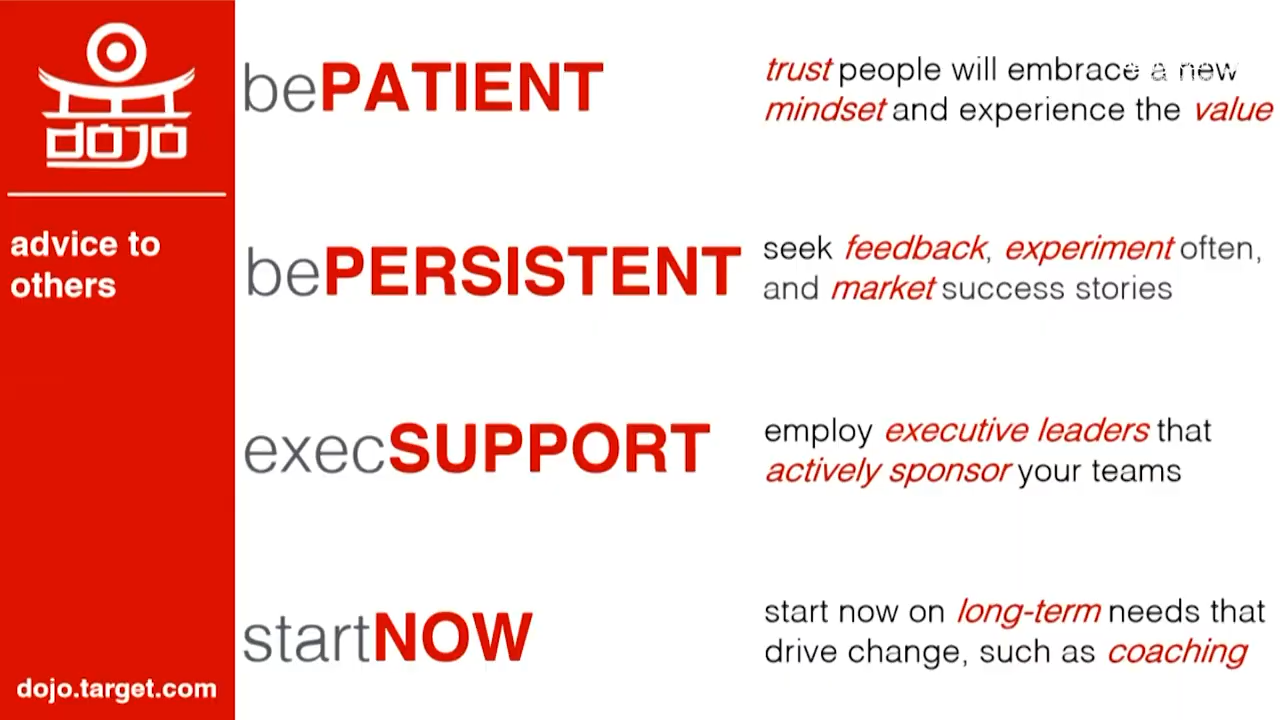 dojo
advice to
others
dojo.target.com
bePATIENT
trust people will embrace a new
mindset and experience the value
bePERSISTENT
seek feedback, experiment often,
and market success stories
execSUPPORT
employ executive leaders that
actively sponsor your teams
startNOW
start now on long-term needs that
drive change, such as coaching